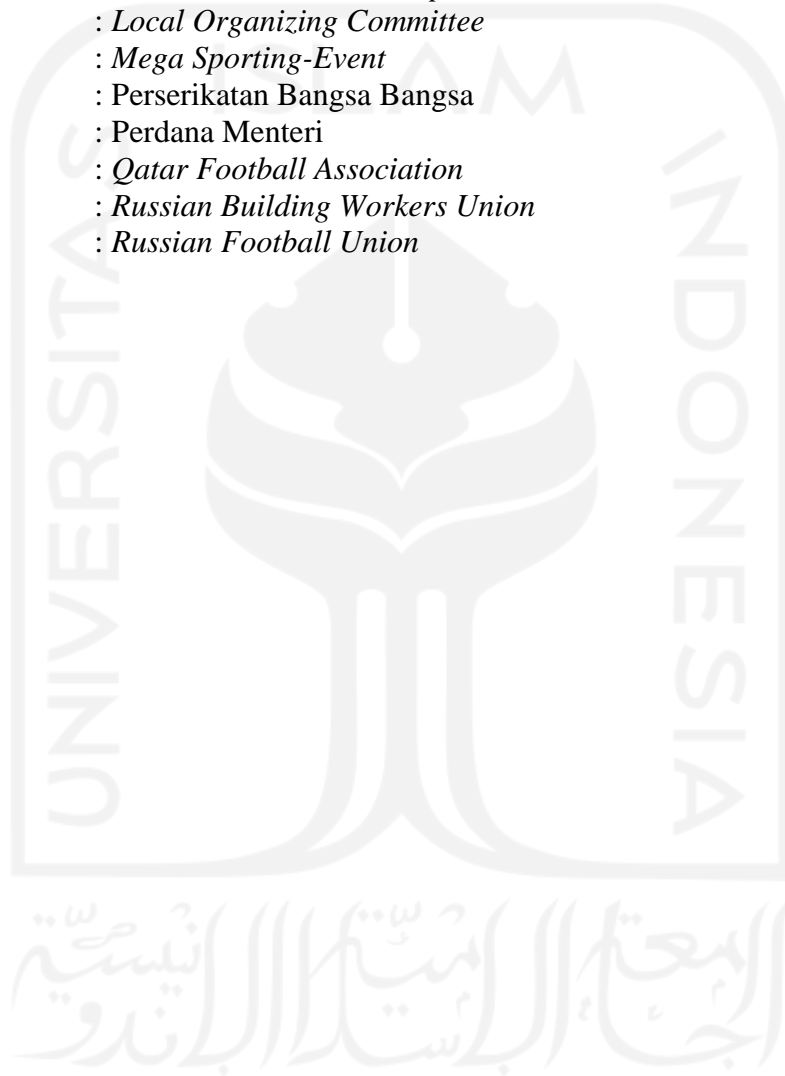 : Local Organizing Committee
: Mega Sporting-Event
: Perserikatan Bangsa Bangsa
: Perdana Menteri
: Qatar Football Association
: Russian Building Workers Union
: Russian Football Union
ISLAM
UNIVERSITAS
INDONESIA